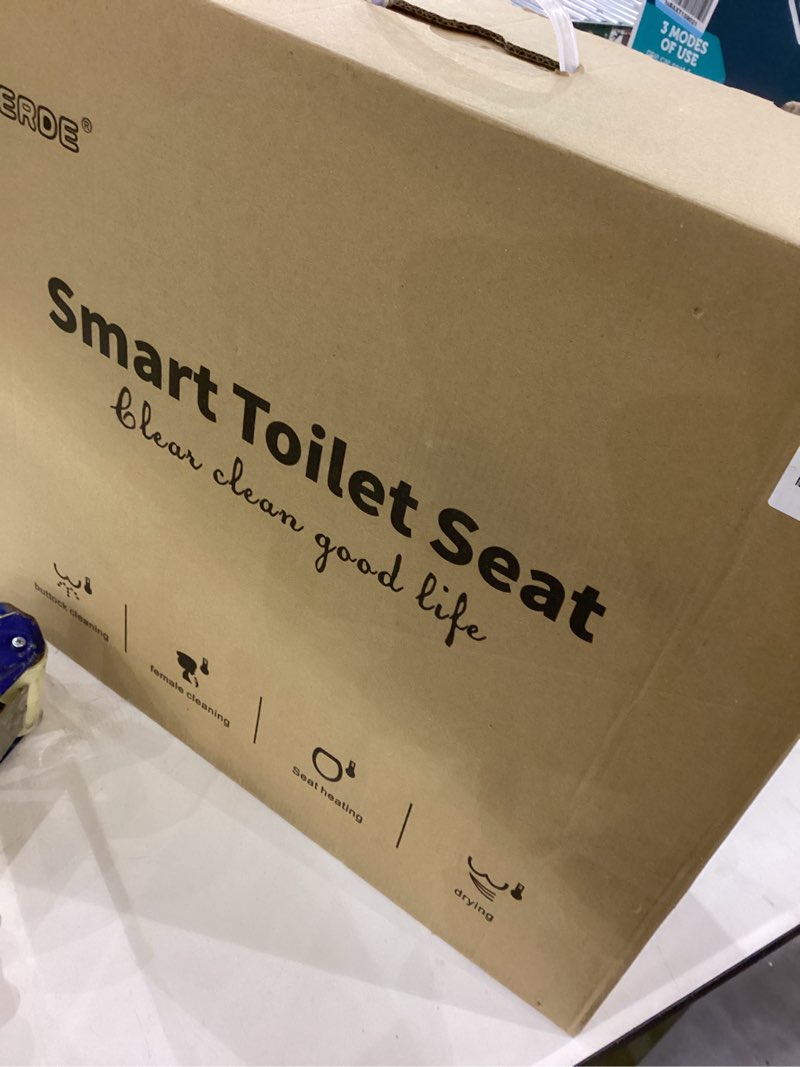 3 MODES
OF USE
ERDE®
Smart Toilet Seat
Clear clean good life
buttock cleaning
female cleaning
Seat heating
drying